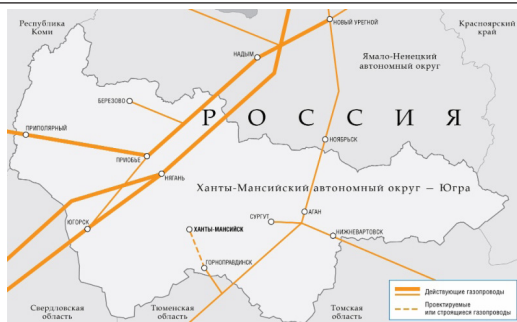 Республика
Коми
НОВЫЙ УРЕНГОЙ
Красноярский
край
НАДЫМ
Ямало-Ненецкий
автономный округ
БЕРЕЗОВО
РОССИЯ
ПРИПОЛЯРНЫЙ
НОЯБРЬСК
ПРИОБЬЕ
НЯГАНЬ
Ханты-Мансийский автономный округ – Югра
АГАН
СУРГУТ
ЮГОРСК
ХАНТЫ-МАНСИЙСК
НИЖНЕВАРТОВСК
ГОРНОПРАВДИНСК
Действующие газопроводы
Проектируемые
или строящиеся газопроводы
Свердловская
область
Тюменская
область
Томская
область